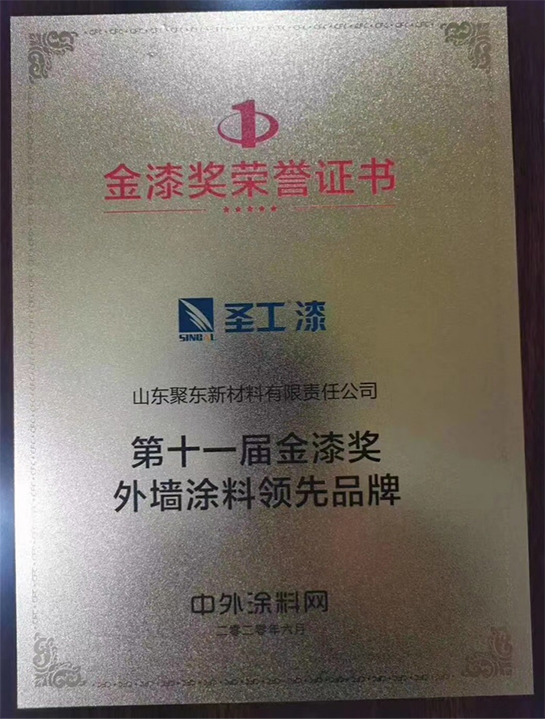 金漆奖荣誉证书
圣工®漆
山东聚东新材料有限责任公司
第十一届金漆奖
外墙涂料领先品牌
中外涂料网
二零二零年六月